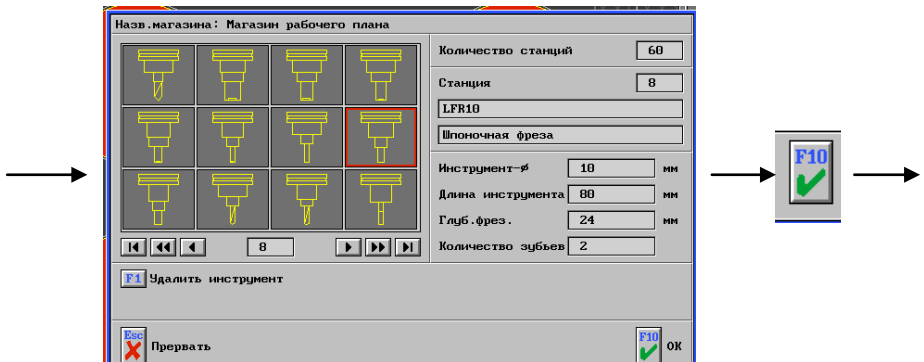 Назв.магазина: Магазин рабочего плана
Количество станций 60
Станция 8
LFR10
Шпоночная фреза
Инструмент-ø 10 мм
Длина инструмента 80 мм
Глуб.фрез. 24 мм
Количество зубьев 2
8
F1 Удалить инструмент
Esc Прервать
F10 ОК
F10